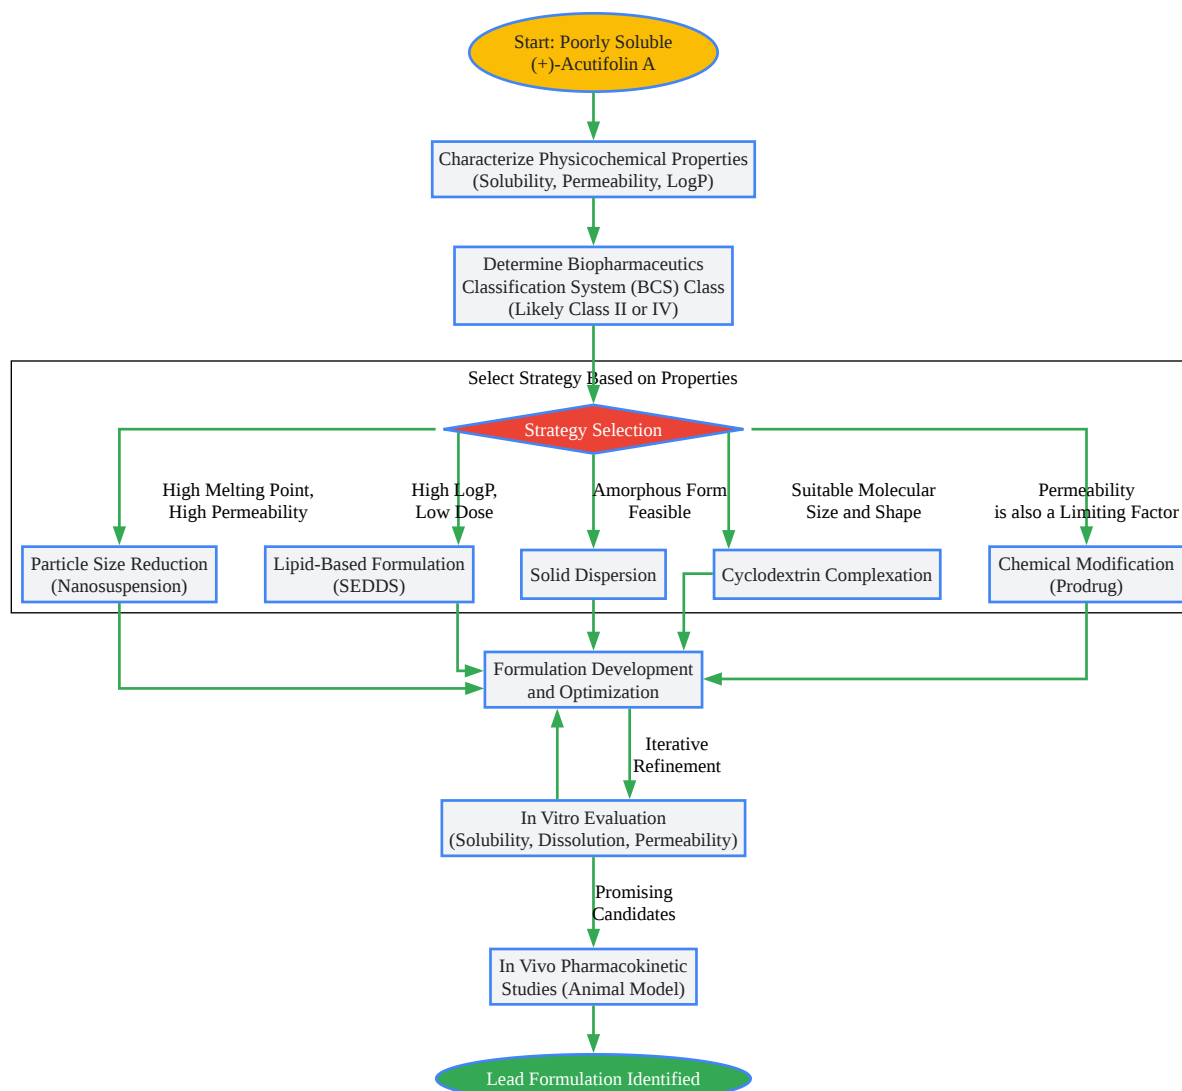 Start: Poorly Soluble
(+)-Acutifolin A
Characterize Physicochemical Properties
(Solubility, Permeability, LogP)
Determine Biopharmaceutics
Classification System (BCS) Class
(Likely Class II or IV)
Select Strategy Based on Properties
Strategy Selection
High Melting Point,
High Permeability
High LogP,
Low Dose
Amorphous Form
Feasible
Suitable Molecular
Size and Shape
Permeability
is also a Limiting Factor
Particle Size Reduction
(Nanosuspension)
Lipid-Based Formulation
(SEDDS)
Solid Dispersion
Cyclodextrin Complexation
Chemical Modification
(Prodrug)
Formulation Development
and Optimization
Iterative
Refinement
In Vitro Evaluation
(Solubility, Dissolution, Permeability)
Promising
Candidates
In Vivo Pharmacokinetic
Studies (Animal Model)
Lead Formulation Identified